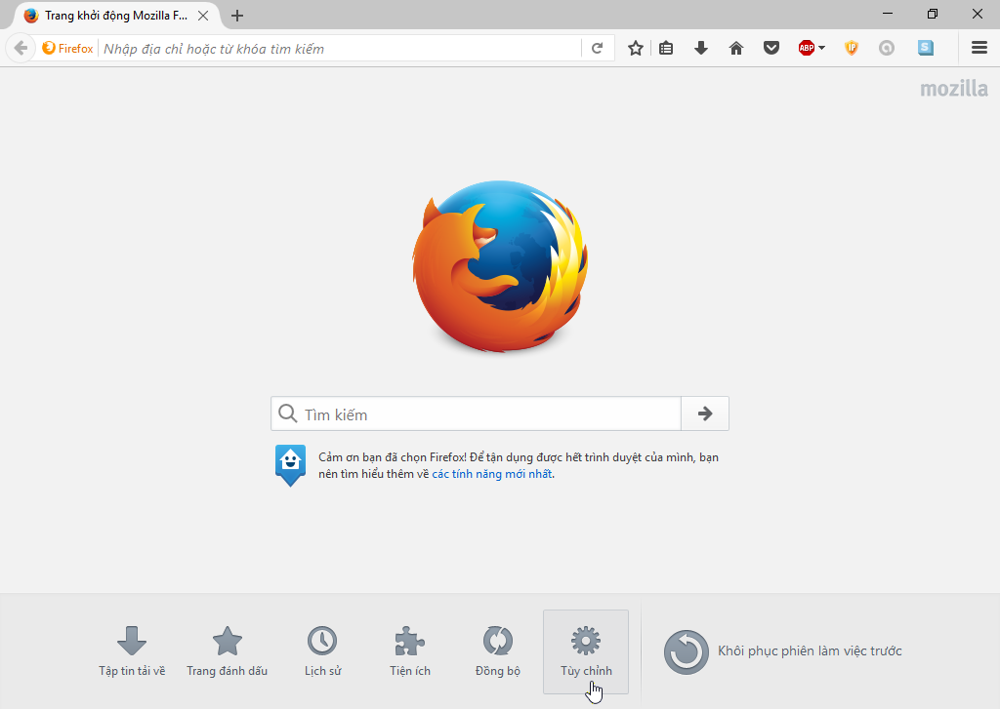 Trang khởi động Mozilla F...
Firefox
Nhập địa chỉ hoặc từ khóa tìm kiếm
ABP
IP
S
mozilla
Tìm kiếm
Cảm ơn bạn đã chọn Firefox! Để tận dụng được hết trình duyệt của mình, bạn
nên tìm hiểu thêm về các tính năng mới nhất.
Tập tin tải về
Trang đánh dấu
Lịch sử
Tiện ích
Đồng bộ
Tùy chỉnh
Khôi phục phiên làm việc trước